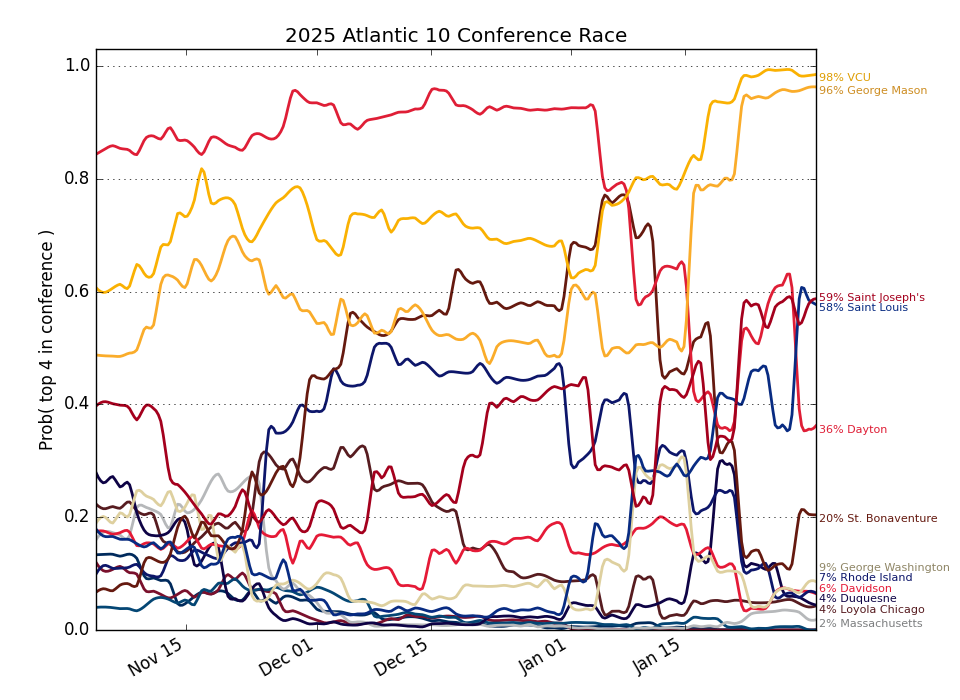 2025 Atlantic 10 Conference Race
Prob( top 4 in conference )
1.0
0.8
0.6
0.4
0.2
0.0
Nov 15
Dec 01
Dec 15
Jan 01
Jan 15
98% VCU
96% George Mason
59% Saint Joseph's
58% Saint Louis
36% Dayton
20% St. Bonaventure
9% George Washington
7% Rhode Island
6% Davidson
4% Duquesne
4% Loyola Chicago
2% Massachusetts